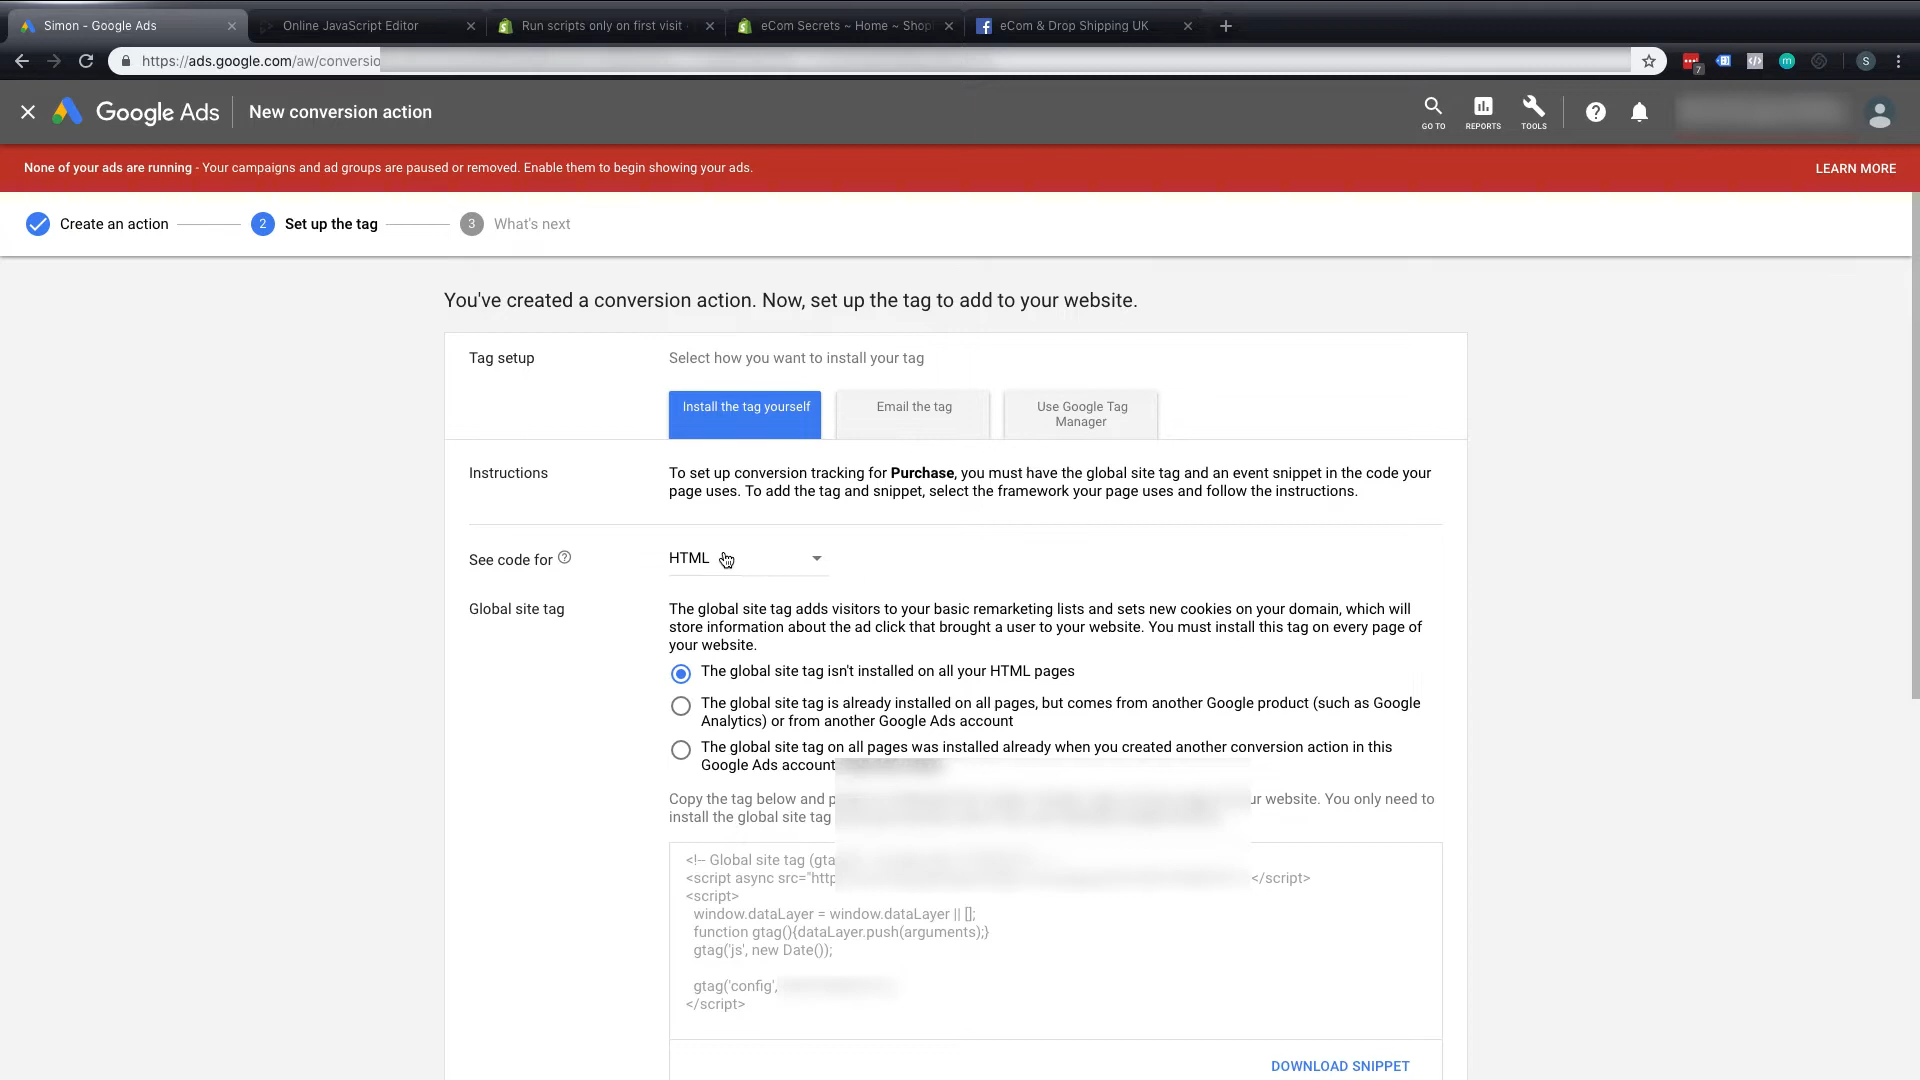 Simon - Google Ads
Online JavaScript Editor
Run scripts only on first visit
eCom Secrets ~ Home ~ Shop
eCom & Drop Shipping UK
https://ads.google.com/aw/conversio
7
S
Google Ads
New conversion action
GO TO
REPORTS
TOOLS
None of your ads are running - Your campaigns and ad groups are paused or removed. Enable them to begin showing your ads.
LEARN MORE
Create an action
2
Set up the tag
3
What's next
You've created a conversion action. Now, set up the tag to add to your website.
Tag setup
Select how you want to install your tag
Install the tag yourself
Email the tag
Use Google Tag
Manager
Instructions
To set up conversion tracking for Purchase, you must have the global site tag and an event snippet in the code your
page uses. To add the tag and snippet, select the framework your page uses and follow the instructions.
See code for
HTML
Global site tag
The global site tag adds visitors to your basic remarketing lists and sets new cookies on your domain, which will
store information about the ad click that brought a user to your website. You must install this tag on every page of
your website.
The global site tag isn't installed on all your HTML pages
The global site tag is already installed on all pages, but comes from another Google product (such as Google
Analytics) or from another Google Ads account
The global site tag on all pages was installed already when you created another conversion action in this
Google Ads account
Copy the tag below and website. You only need to
install the global site tag
<!-- Global site tag (gta
<script async src="http </script>
<script>
window.dataLayer = window.dataLayer || [];
function gtag(){dataLayer.push(arguments);}
gtag('js', new Date());
gtag('config',
</script>
DOWNLOAD SNIPPET